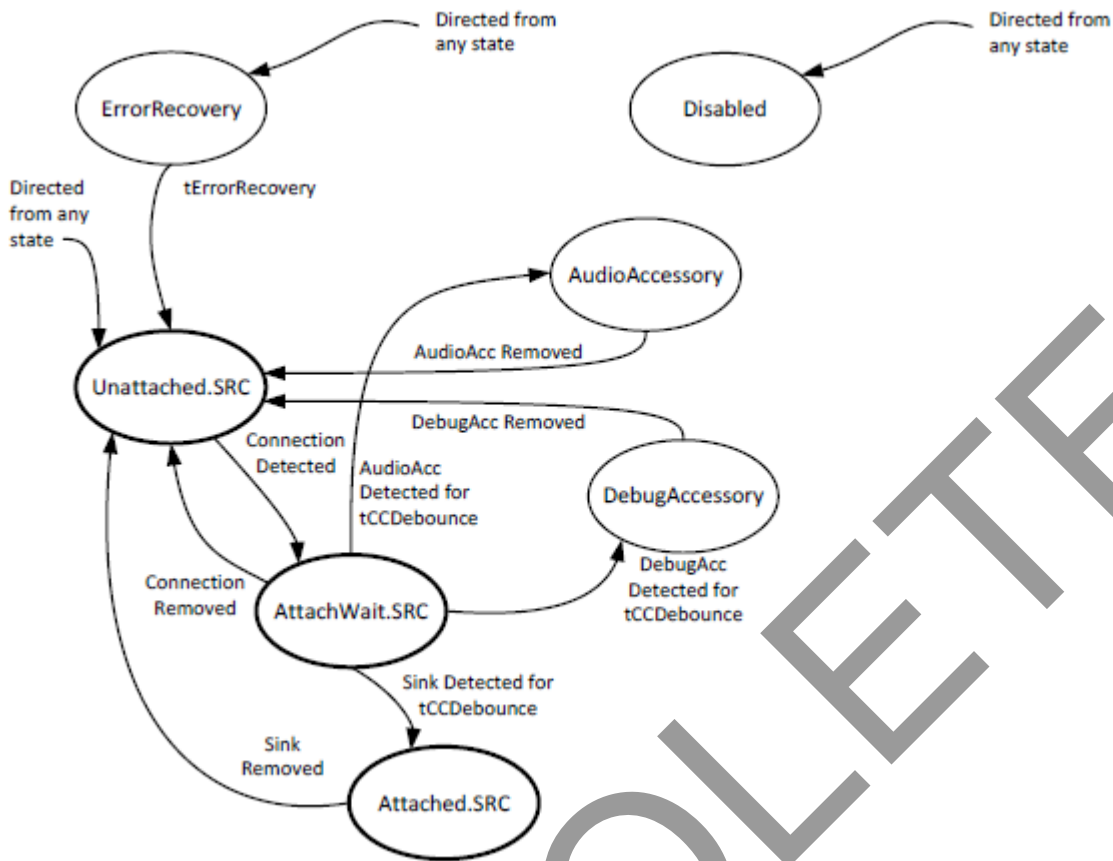 Directed from
any state
Directed from
any state
ErrorRecovery
Disabled
Directed
from any
state
tErrorRecovery
AudioAccessory
AudioAcc Removed
Unattached.SRC
DebugAcc Removed
Connection
Detected
AudioAcc
Detected for
tCCDebounce
DebugAccessory
Connection
Removed
AttachWait.SRC
DebugAcc
Detected for
tCCDebounce
Sink Detected for
tCCDebounce
Sink
Removed
Attached.SRC
OLETE